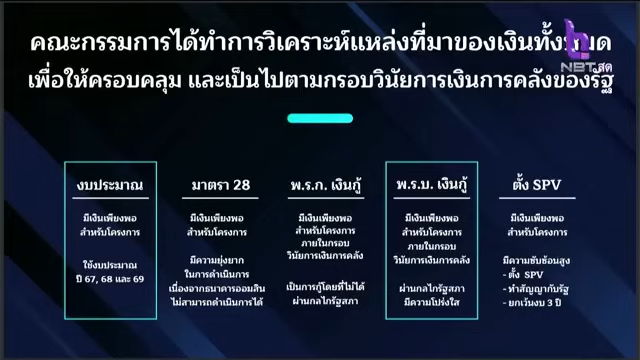 คณะกรรมการได้ทำการวิเคราะห์แหล่งที่มาของเงินทั้งหมด
เพื่อให้ครอบคลุม และเป็นไปตามกรอบวินัยการเงินการคลังของรัฐ
NBT สด
งบประมาณ
มีเงินเพียงพอ
สำหรับโครงการ
ใช้งบประมาณ
ปี 67, 68 และ 69
มาตรา 28
มีเงินเพียงพอ
สำหรับโครงการ
มีความยุ่งยาก
ในการดำเนินการ
เนื่องจากธนาคารออมสิน
ไม่สามารถดำเนินการได้
พ.ร.ก. เงินกู้
มีเงินเพียงพอ
สำหรับโครงการ
ภายในกรอบ
วินัยการเงินการคลัง
เป็นการกู้โดยที่ไม่ได้
ผ่านกลไกรัฐสภา
พ.ร.บ. เงินกู้
มีเงินเพียงพอ
สำหรับโครงการ
ภายในกรอบ
วินัยการเงินการคลัง
ผ่านกลไกรัฐสภา
มีความโปร่งใส
ตั้ง SPV
มีเงินเพียงพอ
สำหรับโครงการ
มีความซับซ้อนสูง
- ตั้ง SPV
- ทำสัญญากับรัฐ
- ยกเว้นงบ 3 ปี